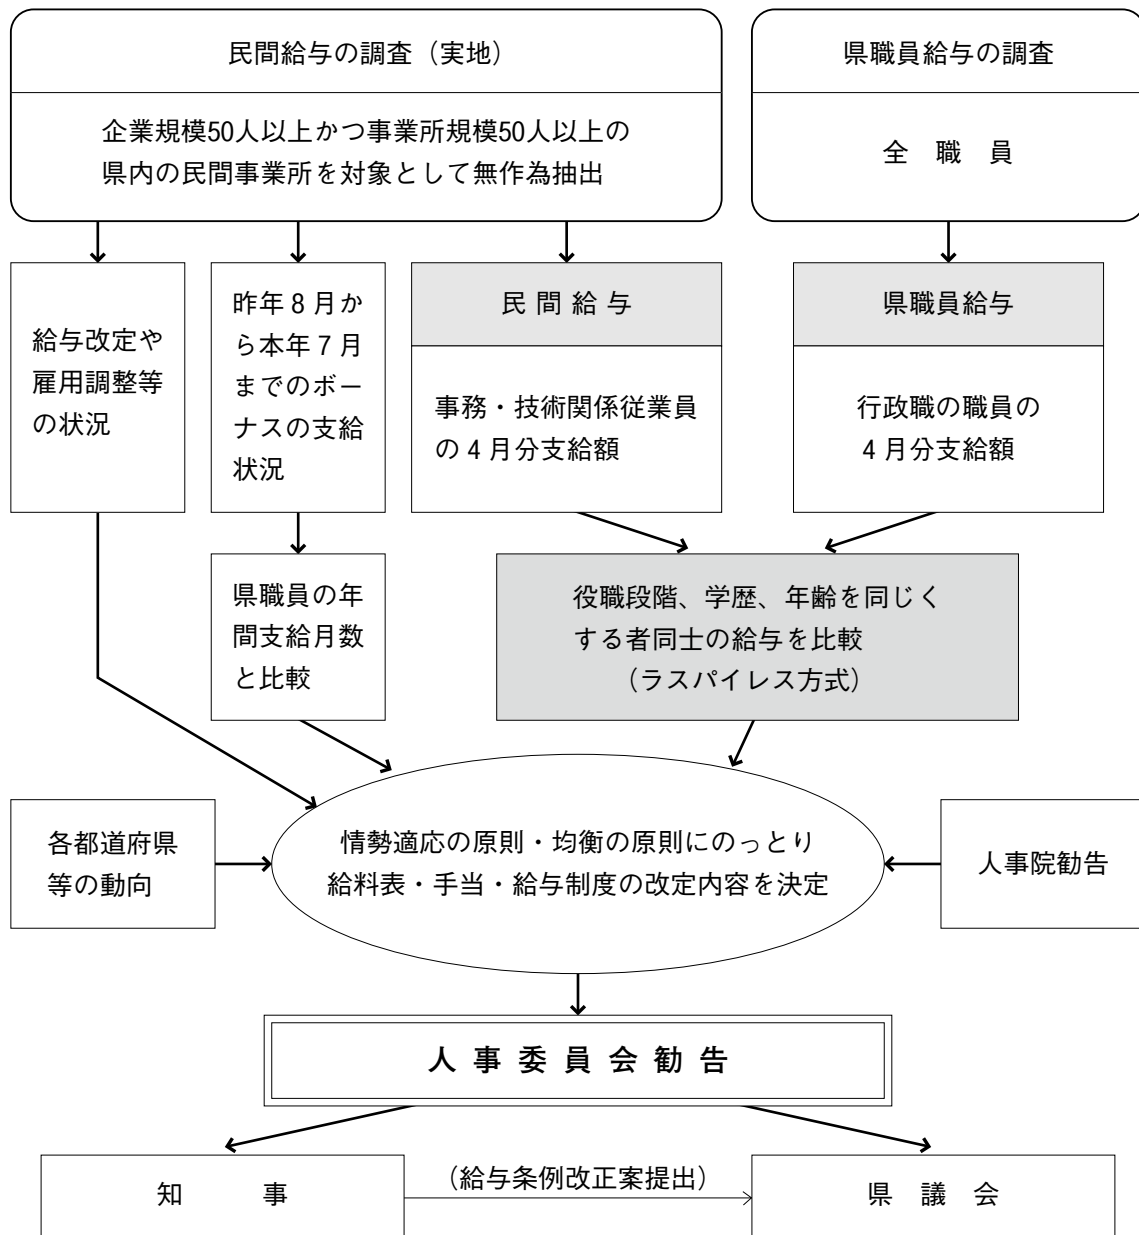 民間給与の調査（実地）
企業規模50人以上かつ事業所規模50人以上の
県内の民間事業所を対象として無作為抽出
県職員給与の調査
全　職　員
給与改定や
雇用調整等
の状況
昨年８月か
ら本年７月
までのボー
ナスの支給
状況
民 間 給 与
事務・技術関係従業員
の４月分支給額
県職員給与
行政職の職員の
４月分支給額
県職員の年
間支給月数
と比較
役職段階、学歴、年齢を同じく
する者同士の給与を比較
（ラスパイレス方式）
各都道府県
等の動向
情勢適応の原則・均衡の原則にのっとり
給料表・手当・給与制度の改定内容を決定
人事院勧告
人 事 委 員 会 勧 告
知　　　事
（給与条例改正案提出）
県　議　会